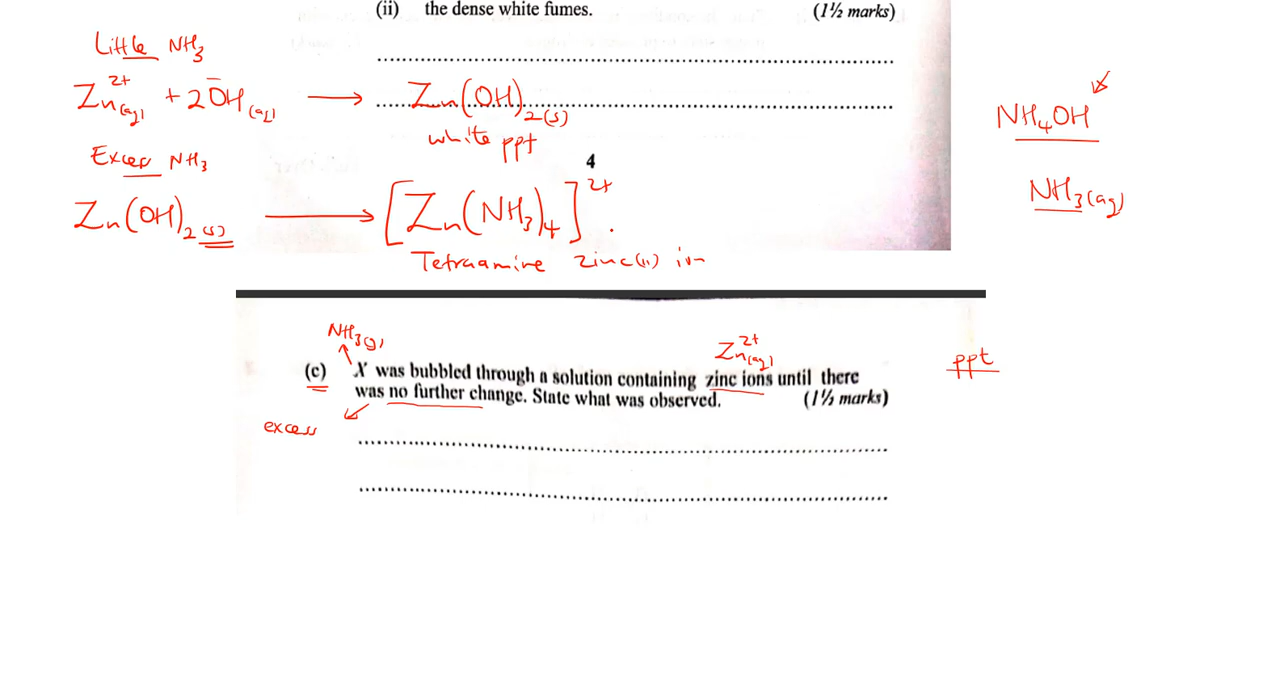 (ii) the dense white fumes. (1½ marks)
Little NH3
Zn2+(aq) + 2OH-(aq) → Zn(OH)2(s)
white ppt
NH4OH
Excess NH3
4
Zn(OH)2(s) → [Zn(NH3)4]2+.
NH3(aq)
Tetraamine zinc(II) ion
NH3(g)
Zn2+(aq)
(c) X was bubbled through a solution containing zinc ions until there
ppt
was no further change. State what was observed. (1½ marks)
excess